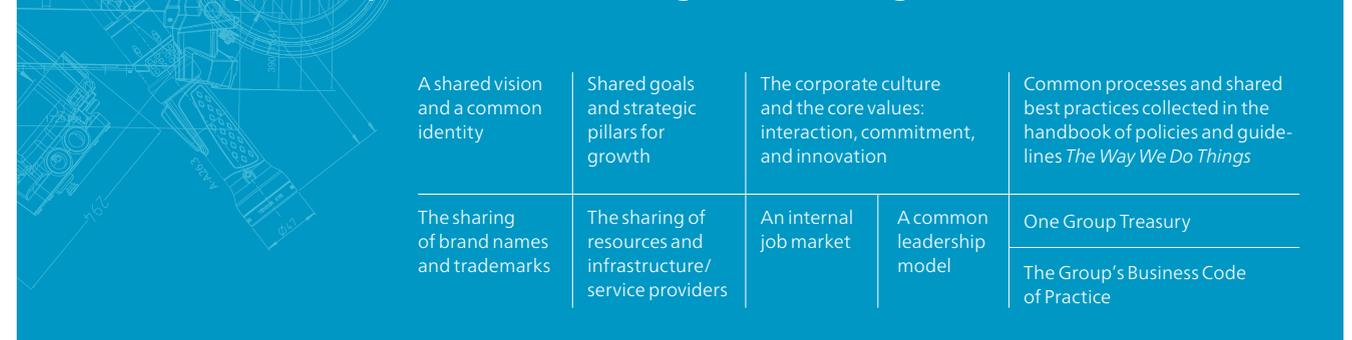 A shared vision
and a common
identity
Shared goals
and strategic
pillars for
growth
The corporate culture
and the core values:
interaction, commitment,
and innovation
Common processes and shared
best practices collected in the
handbook of policies and guide-
lines The Way We Do Things
The sharing
of brand names
and trademarks
The sharing of
resources and
infrastructure/
service providers
An internal
job market
A common
leadership
model
One Group Treasury
The Group's Business Code
of Practice
A-A263
294